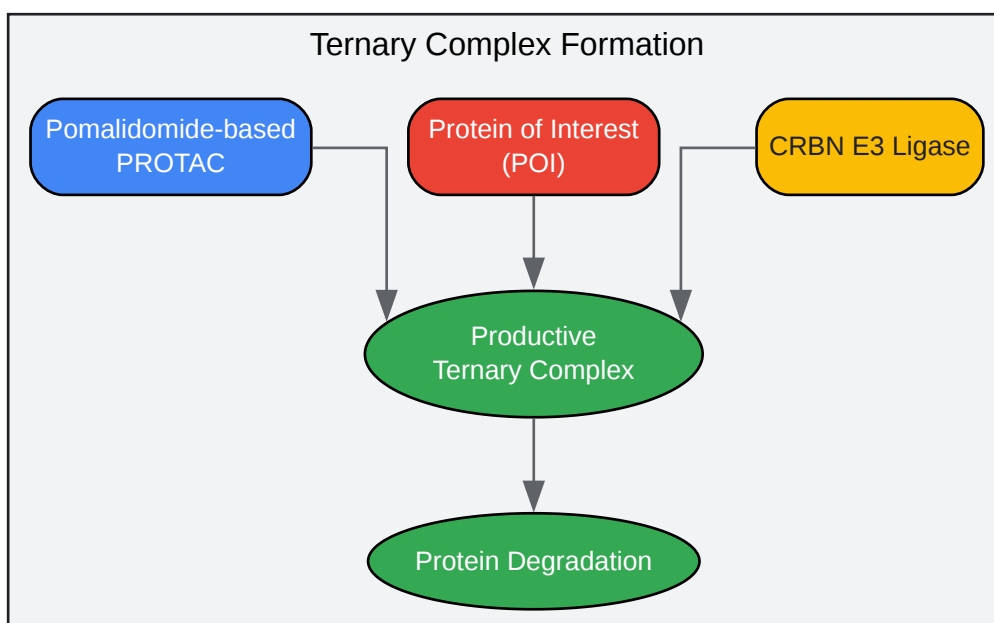 Ternary Complex Formation
Pomalidomide-based
PROTAC
Protein of Interest
(POI)
CRBN E3 Ligase
Productive
Ternary Complex
Protein Degradation